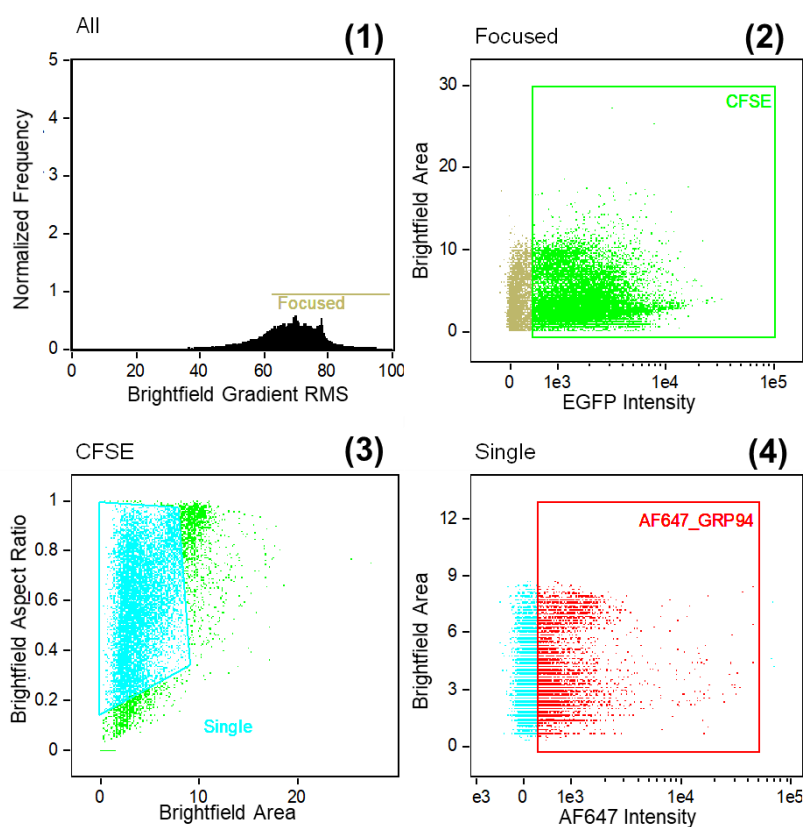 All
(1)
Normalized Frequency
5
4
3
2
1
0
Focused
0 20 40 60 80 100
Brightfield Gradient RMS
Focused
(2)
Brightfield Area
30
20
10
0
CFSE
0 1e3 1e4 1e5
EGFP Intensity
CFSE
(3)
Brightfield Aspect Ratio
1
0.8
0.6
0.4
0.2
0
Single
0 10 20
Brightfield Area
Single
(4)
Brightfield Area
12
9
6
3
0
AF647_GRP94
e3 0 1e3 1e4 1e5
AF647 Intensity